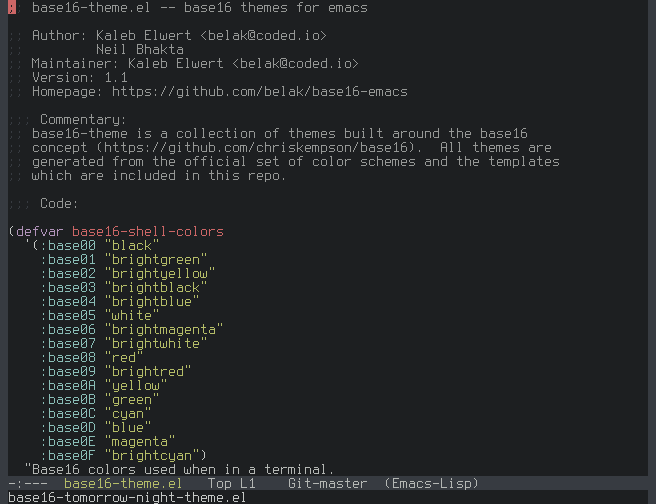 ;; base16-theme.el -- base16 themes for emacs

;; Author: Kaleb Elwert <belak@coded.io>
;;         Neil Bhakta
;; Maintainer: Kaleb Elwert <belak@coded.io>
;; Version: 1.1
;; Homepage: https://github.com/belak/base16-emacs

;;; Commentary:
;; base16-theme is a collection of themes built around the base16
;; concept (https://github.com/chriskempson/base16).  All themes are
;; generated from the official set of color schemes and the templates
;; which are included in this repo.

;;; Code:

(defvar base16-shell-colors
  '(:base00 "black"
    :base01 "brightgreen"
    :base02 "brightyellow"
    :base03 "brightblack"
    :base04 "brightblue"
    :base05 "white"
    :base06 "brightmagenta"
    :base07 "brightwhite"
    :base08 "red"
    :base09 "brightred"
    :base0A "yellow"
    :base0B "green"
    :base0C "cyan"
    :base0D "blue"
    :base0E "magenta"
    :base0F "brightcyan")
  "Base16 colors used when in a terminal.
-:---  base16-theme.el   Top L1    Git-master  (Emacs-Lisp)
base16-tomorrow-night-theme.el